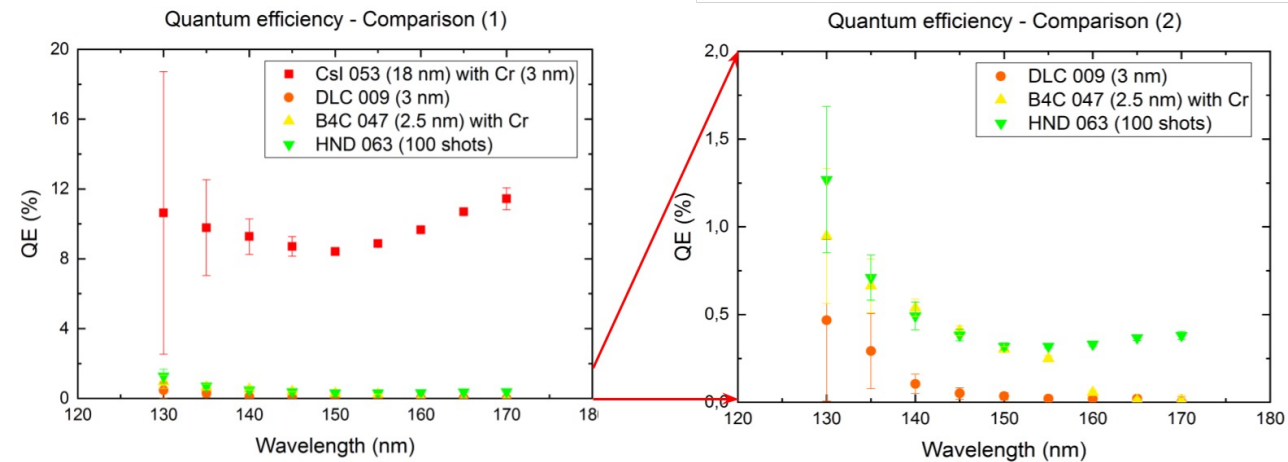 Quantum efficiency - Comparison (1)
20
16
12
8
4
0
QE (%)
CsI 053 (18 nm) with Cr (3 nm)
DLC 009 (3 nm)
B4C 047 (2.5 nm) with Cr
HND 063 (100 shots)
120 130 140 150 160 170 18
Wavelength (nm)
Quantum efficiency - Comparison (2)
2,0
1,5
1,0
0,5
0,0
QE (%)
DLC 009 (3 nm)
B4C 047 (2.5 nm) with Cr
HND 063 (100 shots)
120 130 140 150 160 170 180
Wavelength (nm)